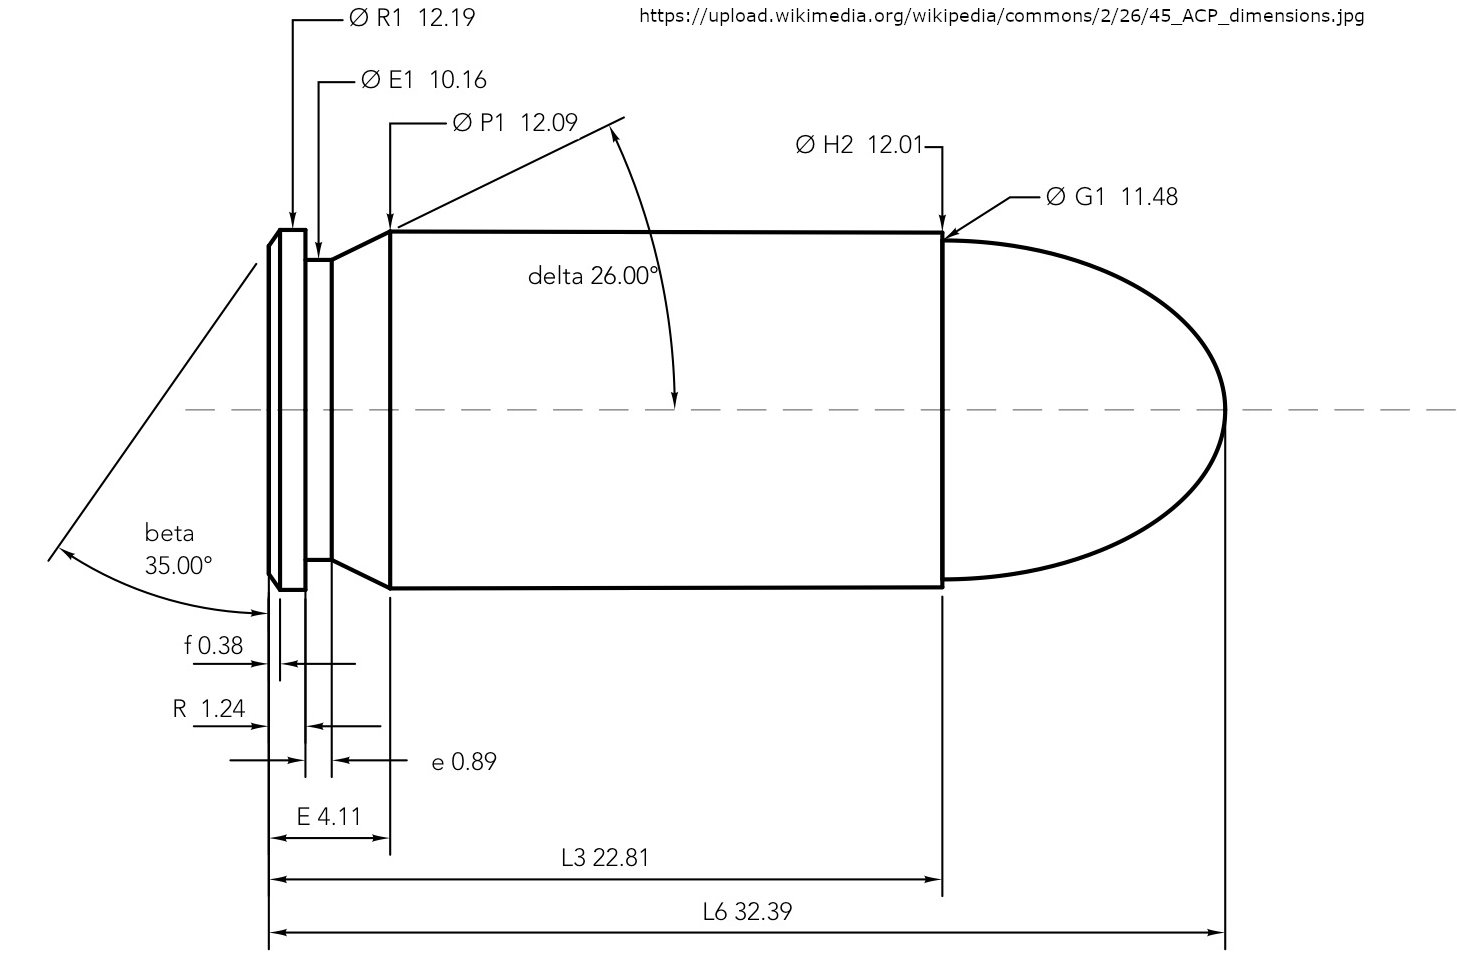 Ø R1 12.19
https://upload.wikimedia.org/wikipedia/commons/2/26/45_ACP_dimensions.jpg
Ø E1 10.16
Ø P1 12.09
Ø H2 12.01
Ø G1 11.48
delta 26.00°
beta
35.00°
f 0.38
R 1.24
e 0.89
E 4.11
L3 22.81
L6 32.39